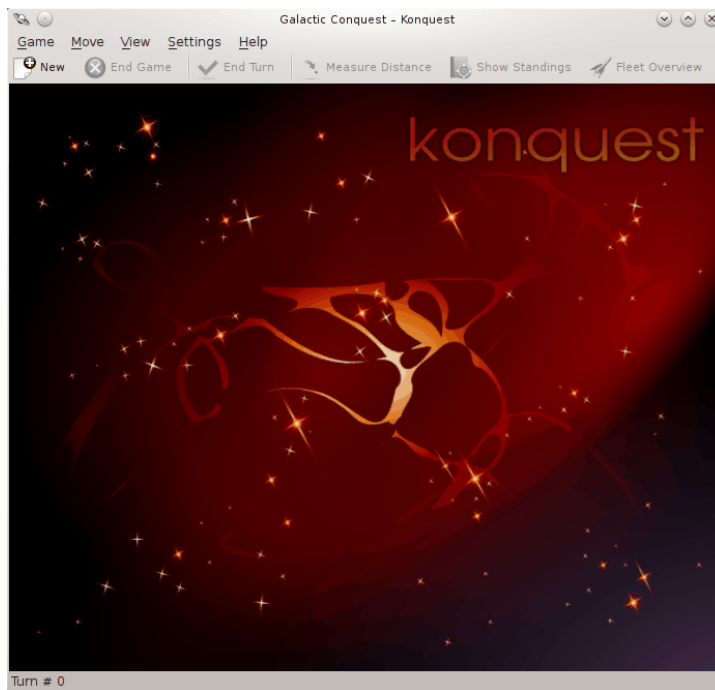 Galactic Conquest – Konquest
Game Move View Settings Help
New End Game End Turn Measure Distance Show Standings Fleet Overview
konquest
Turn # 0